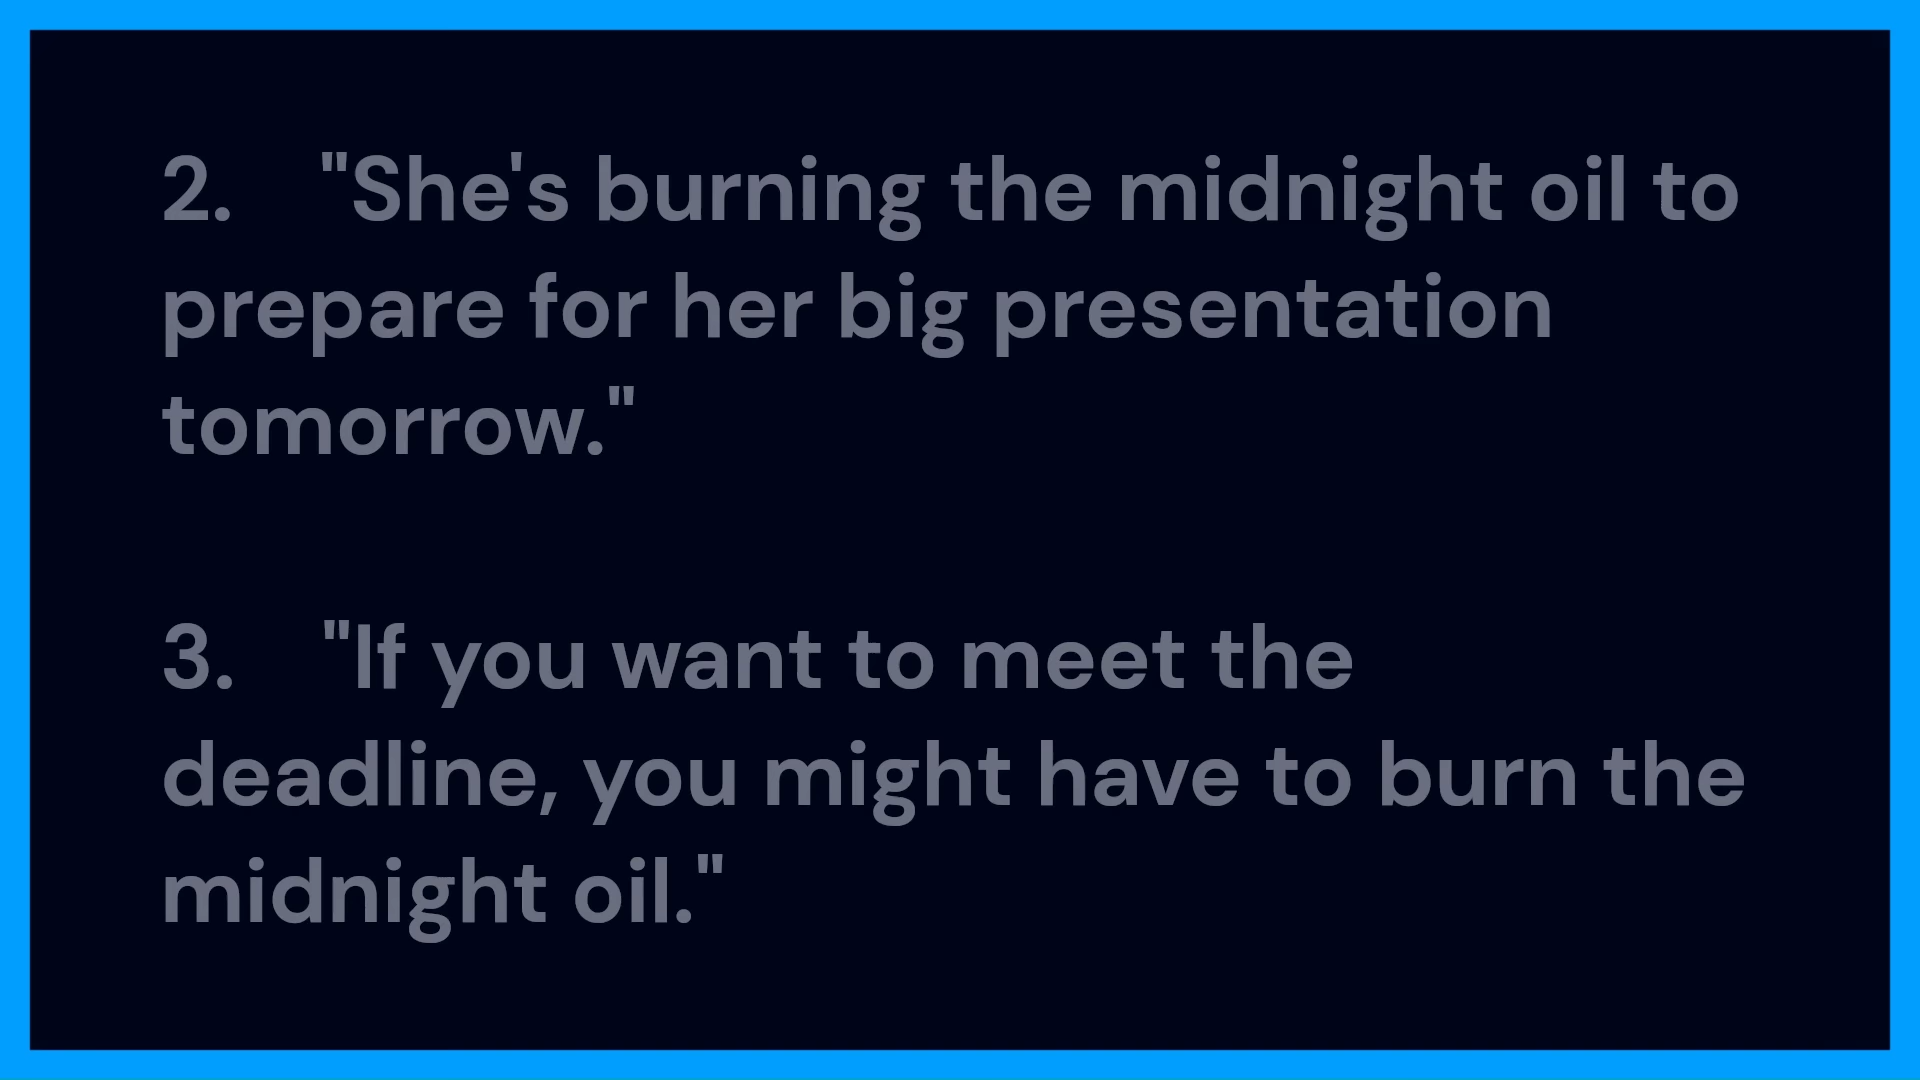 2. "She's burning the midnight oil to
prepare for her big presentation
tomorrow."
3. "If you want to meet the
deadline, you might have to burn the
midnight oil."